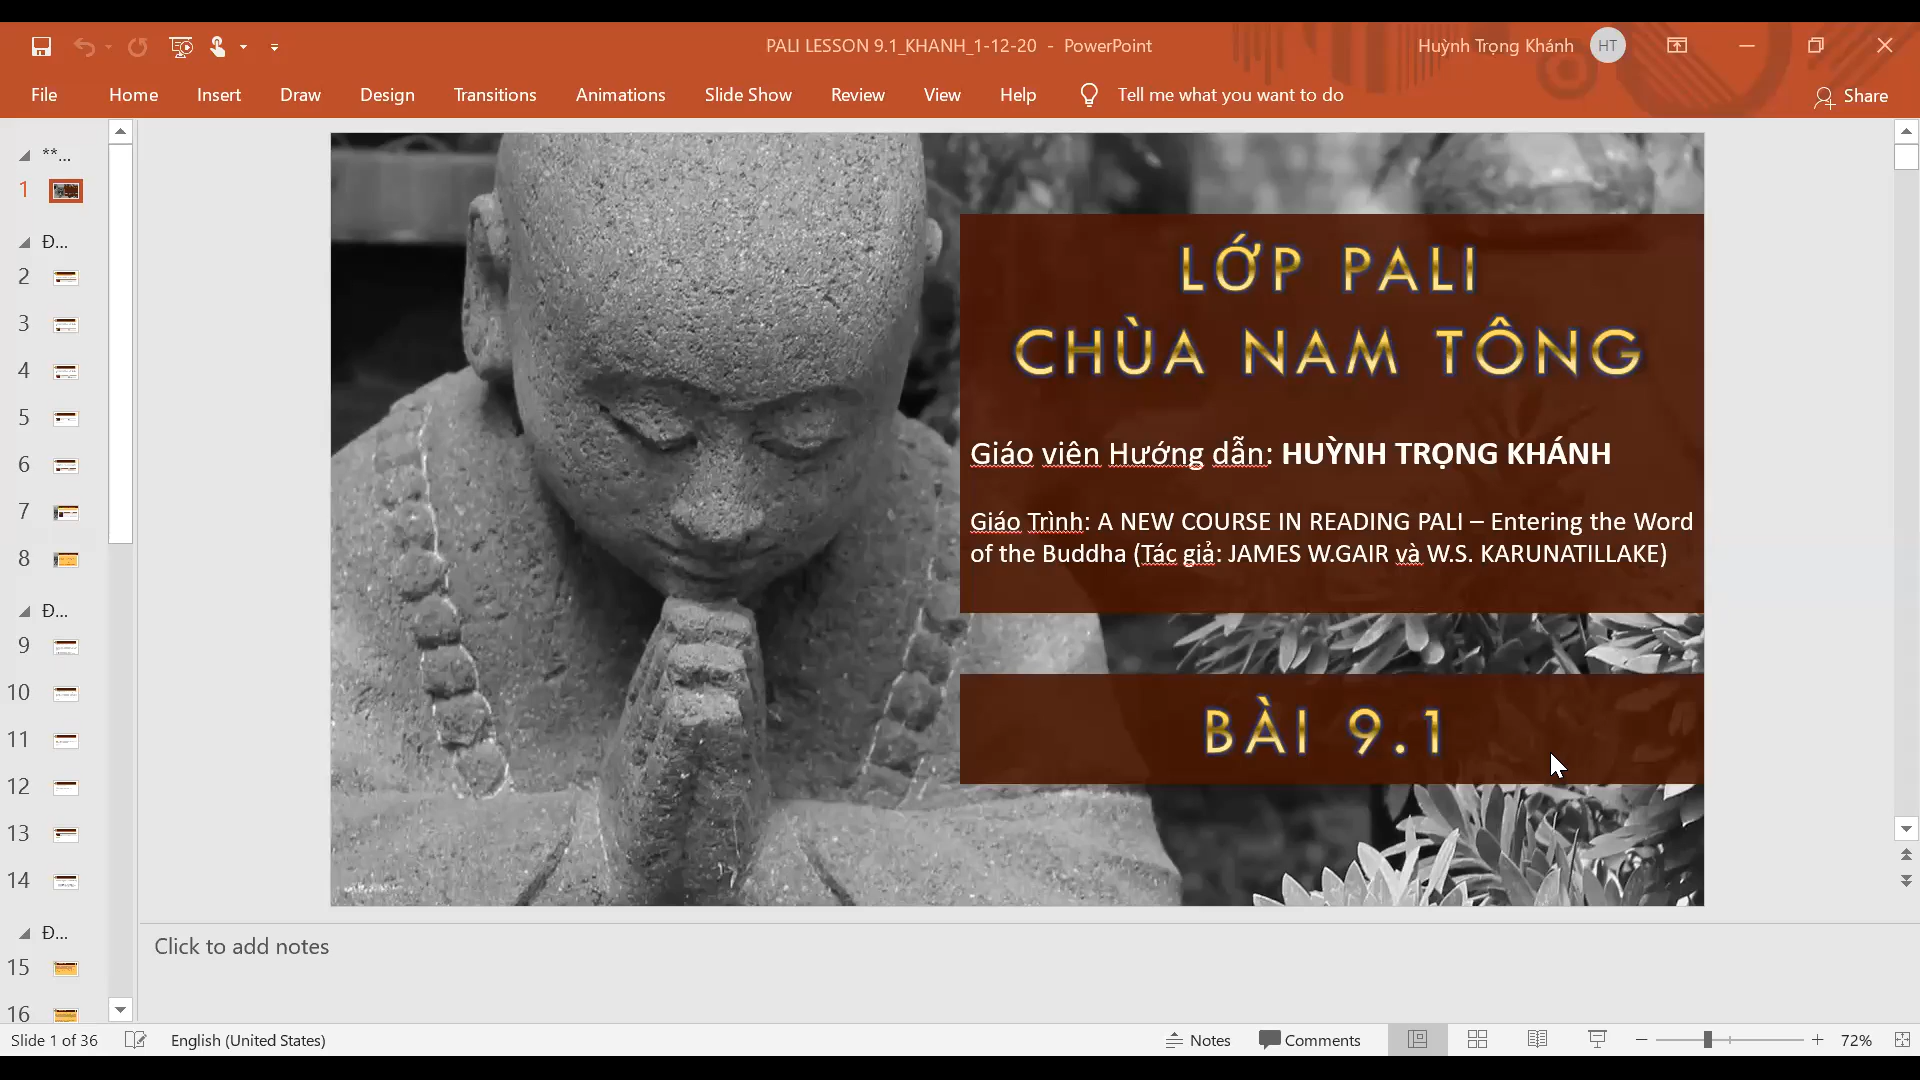 PALI LESSON 9.1_KHANH_1-12-20 - PowerPoint
Huỳnh Trọng Khánh
HT
File Home Insert Draw Design Transitions Animations Slide Show Review View Help Tell me what you want to do
Share
**...
1
Đ...
2
3
4
5
6
7
8
Đ...
9
10
11
12
13
14
Đ...
15
16
LỚP PALI
CHÙA NAM TÔNG
Giáo viên Hướng dẫn: HUỲNH TRỌNG KHÁNH
Giáo Trình: A NEW COURSE IN READING PALI – Entering the Word
of the Buddha (Tác giả: JAMES W.GAIR và W.S. KARUNATILLAKE)
BÀI 9.1
Click to add notes
Slide 1 of 36 English (United States) Notes Comments 72%